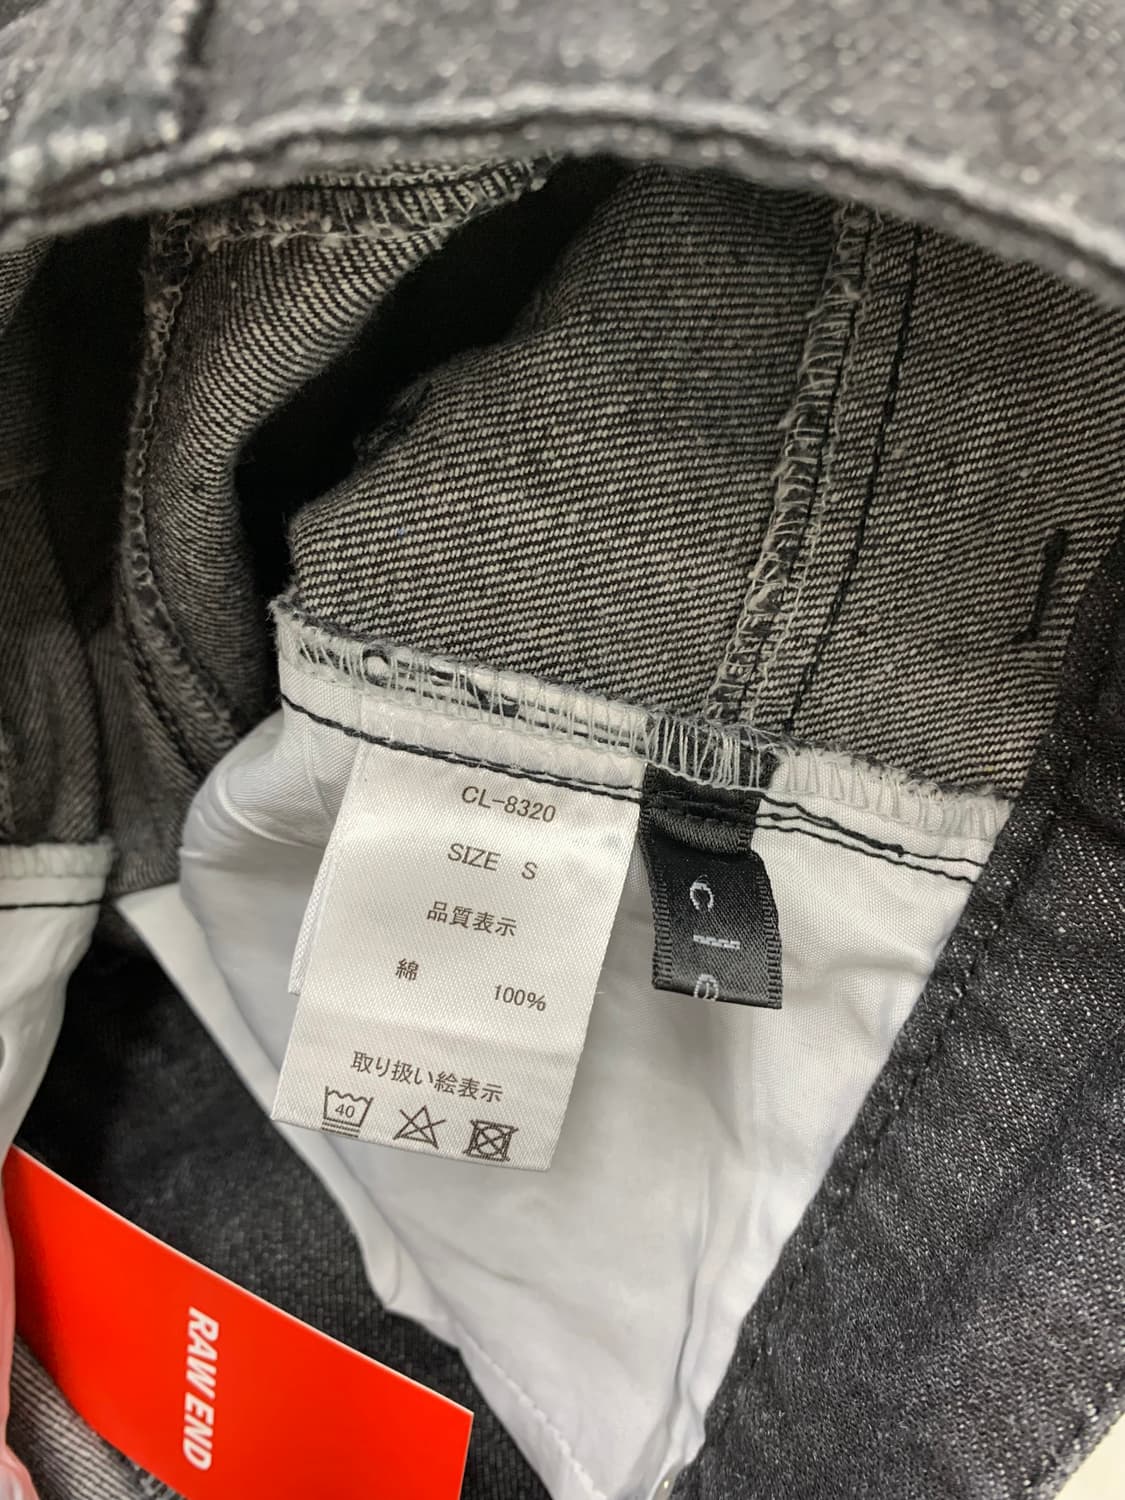 CL-8320
SIZE S
品質表示
綿 100%
取り扱い絵表示
40
RAW END